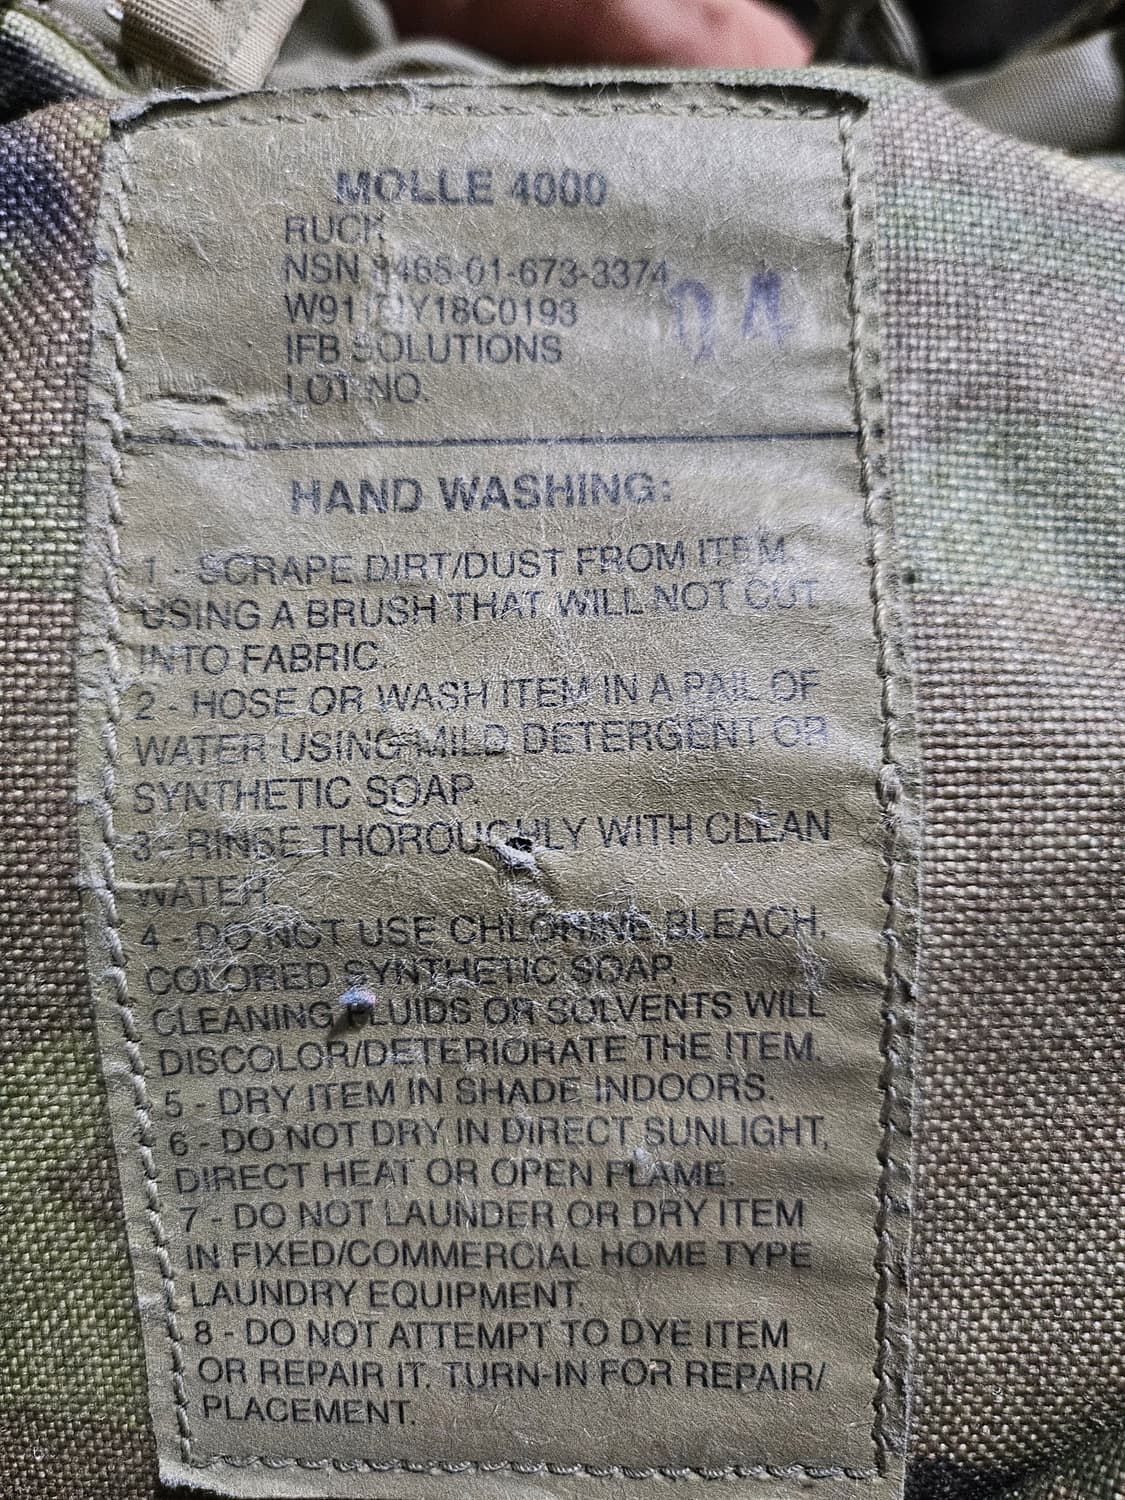 MOLLE 4000
RUCK
NSN 8465-01-673-3374
IFB SOLUTIONS
LOT NO.
HAND WASHING:
1 - SCRAPE DIRT/DUST FROM ITEM
USING A BRUSH THAT WILL NOT CUT
INTO FABRIC.
2 - HOSE OR WASH ITEM IN A PAIL OF
WATER USING MILD DETERGENT OR
SYNTHETIC SOAP.
3 - RINSE THOROUGHLY WITH CLEAN
WATER.
4 - DO NOT USE CHLORINE BLEACH,
COLORED SYNTHETIC SOAP,
CLEANING FLUIDS OR SOLVENTS WILL
DISCOLOR/DETERIORATE THE ITEM.
5 - DRY ITEM IN SHADE INDOORS.
6 - DO NOT DRY IN DIRECT SUNLIGHT,
DIRECT HEAT OR OPEN FLAME.
7 - DO NOT LAUNDER OR DRY ITEM
IN FIXED/COMMERCIAL HOME TYPE
LAUNDRY EQUIPMENT.
8 - DO NOT ATTEMPT TO DYE ITEM
OR REPAIR IT. TURN-IN FOR REPAIR/
PLACEMENT.